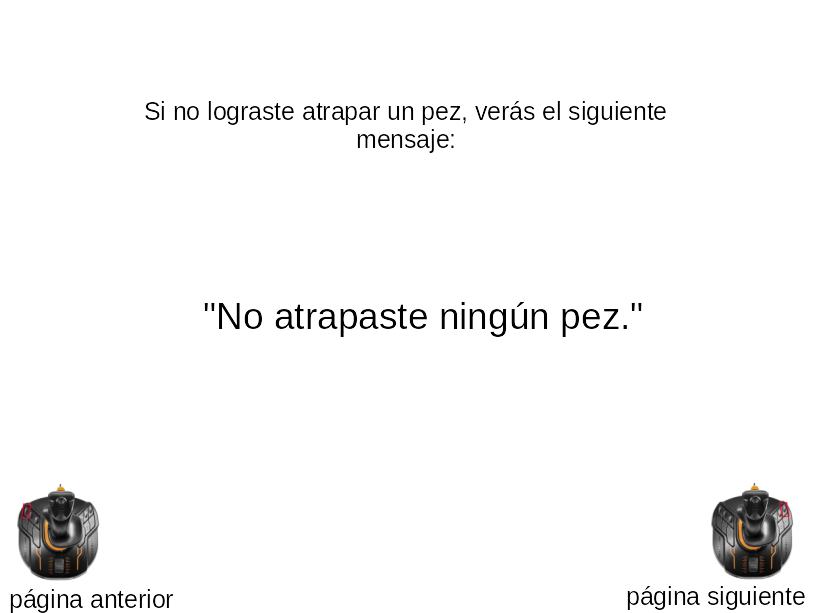 Si no lograste atrapar un pez, verás el siguiente
mensaje:
"No atrapaste ningún pez."
página anterior
página siguiente